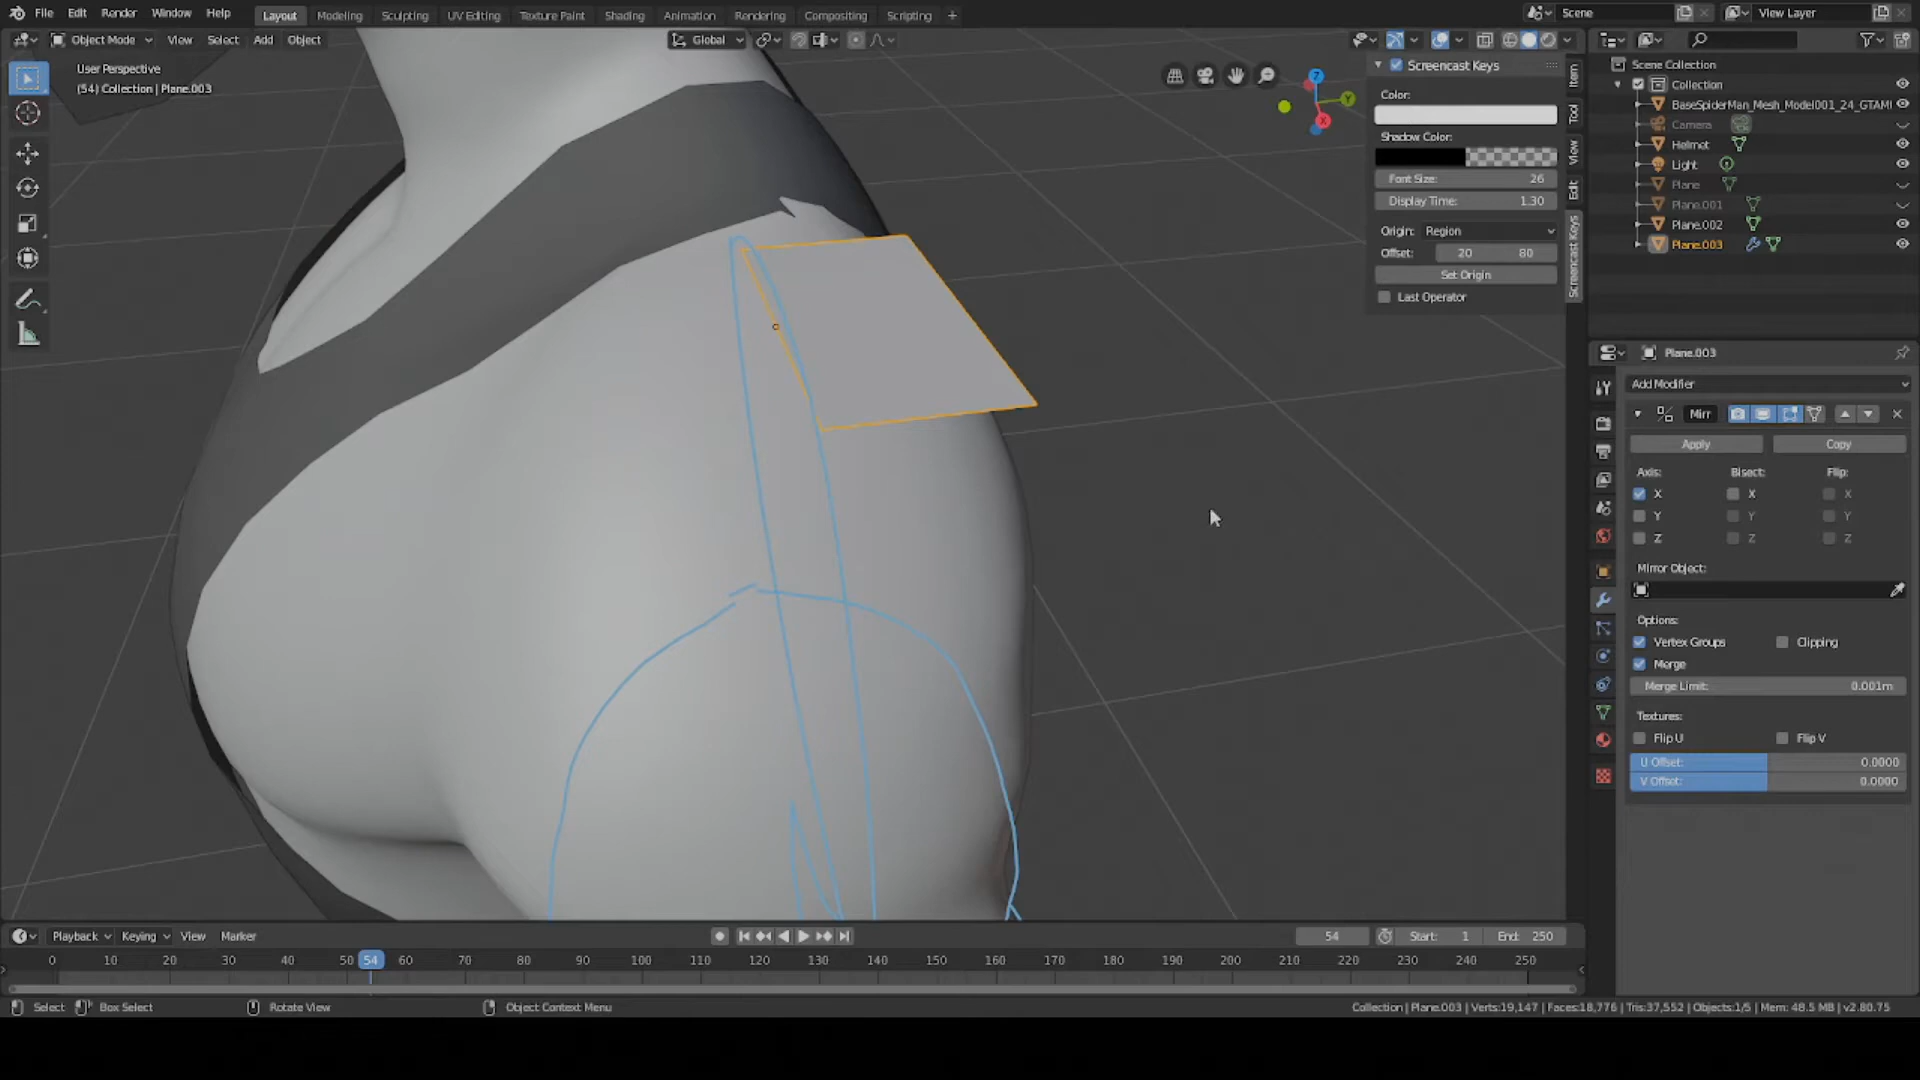 File Edit Render Window Help Layout Modeling Sculpting UV Editing Texture Paint Shading Animation Rendering Compositing Scripting + Scene View Layer
Object Mode View Select Add Object Global
User Perspective
(54) Collection | Plane.003
Z
Y
X
Screencast Keys
Color:
Shadow Color:
Font Size: 26
Display Time: 1.30
Origin: Region
Offset: 20 80
Set Origin
Last Operator
Item
Tool
View
Edit
Screencast Keys
Scene Collection
Collection
BaseSpiderMan_Mesh_Model001_24_GTAMI
Camera
Helmet
Light
Plane
Plane.001
Plane.002
Plane.003
Plane.003
Add Modifier
Mirr
Apply Copy
Axis: Bisect: Flip:
X X X
Y Y Y
Z Z Z
Mirror Object:
Options:
Vertex Groups Clipping
Merge
Merge Limit: 0.001m
Textures:
Flip U Flip V
U Offset: 0.0000
V Offset: 0.0000
Playback Keying View Marker 54 Start: 1 End: 250
0 10 20 30 40 50 54 60 70 80 90 100 110 120 130 140 150 160 170 180 190 200 210 220 230 240 250
Select Box Select Rotate View Object Context Menu Collection | Plane.003 | Verts:19,147 | Faces:18,776 | Tris:37,552 | Objects:1/5 | Mem: 48.5 MB | v2.80.75